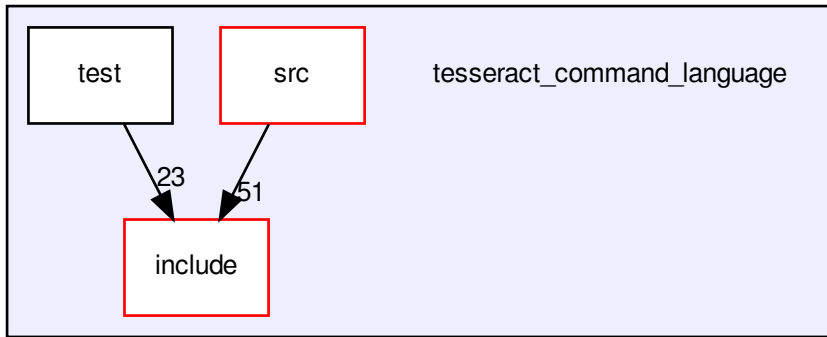 test
src
tesseract_command_language
23
51
include